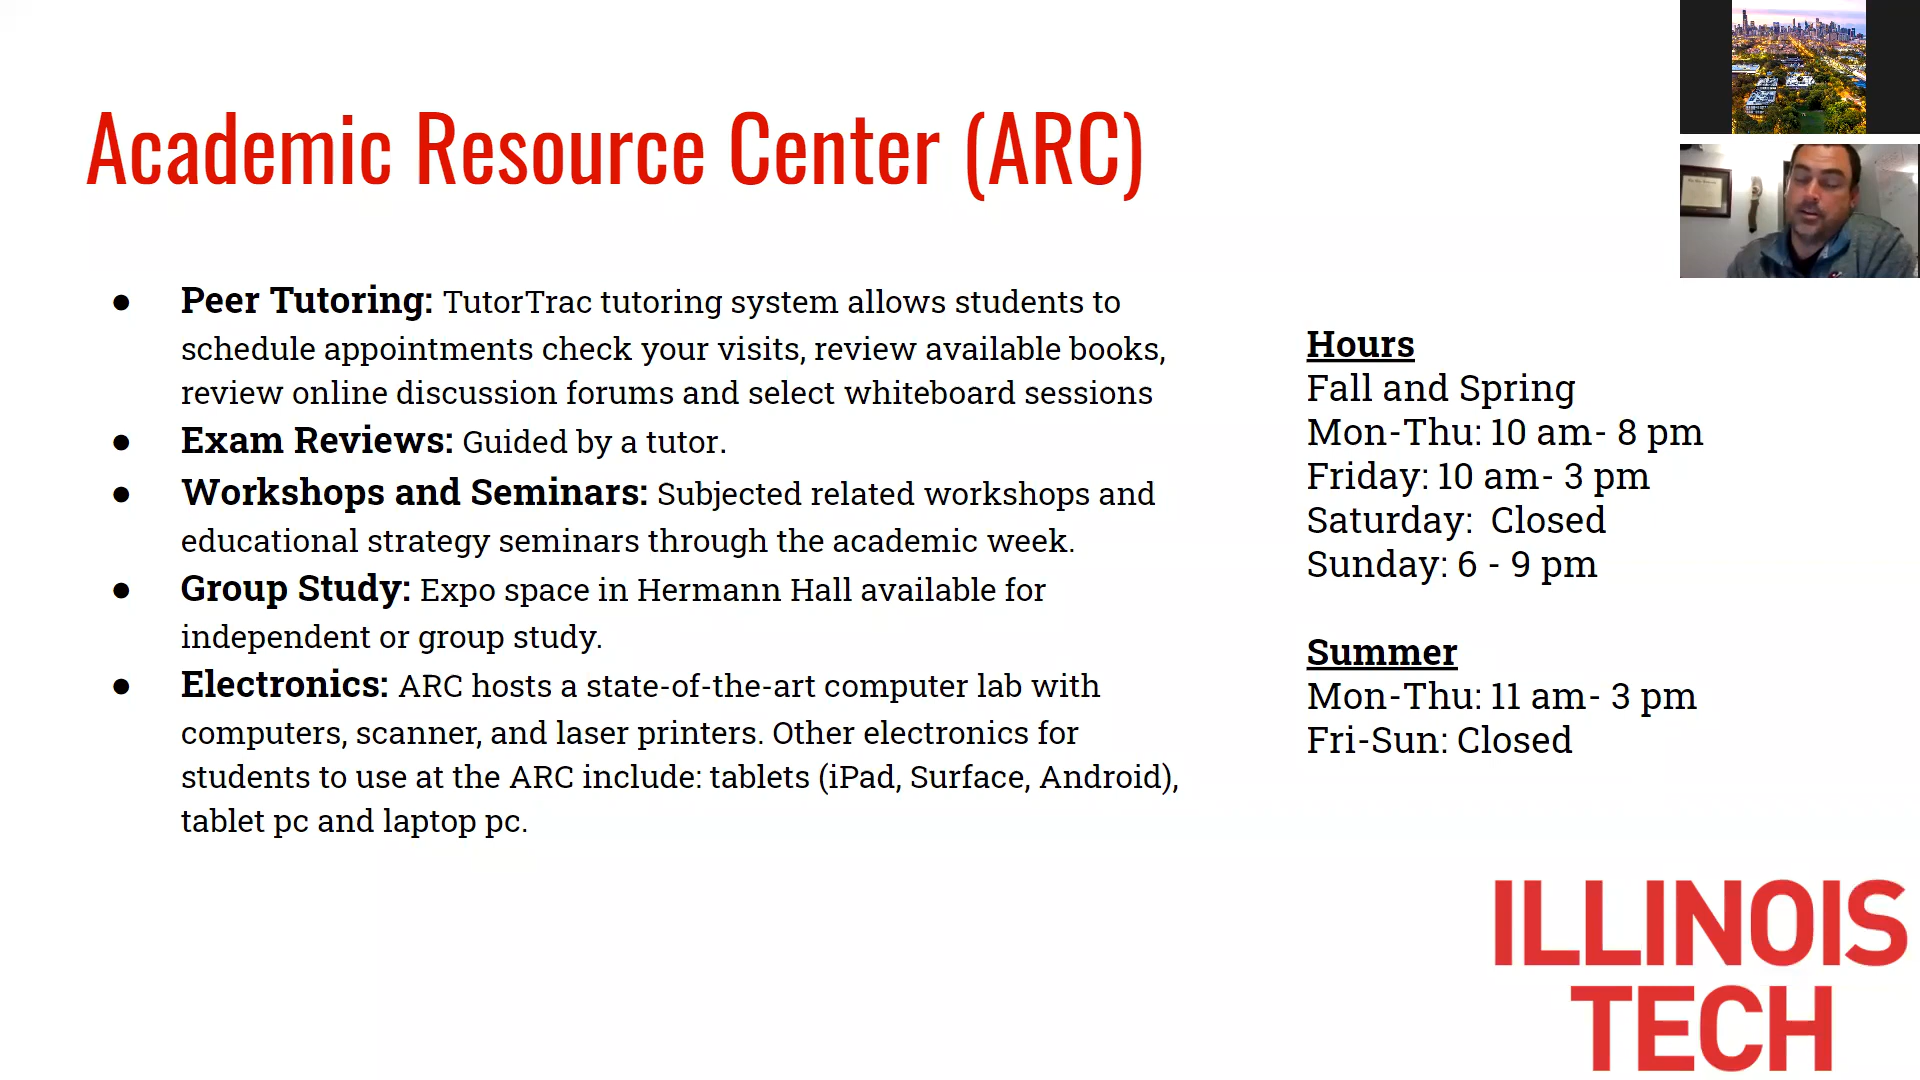 Academic Resource Center (ARC)
● Peer Tutoring: TutorTrac tutoring system allows students to
schedule appointments check your visits, review available books,
review online discussion forums and select whiteboard sessions
● Exam Reviews: Guided by a tutor.
● Workshops and Seminars: Subjected related workshops and
educational strategy seminars through the academic week.
● Group Study: Expo space in Hermann Hall available for
independent or group study.
● Electronics: ARC hosts a state-of-the-art computer lab with
computers, scanner, and laser printers. Other electronics for
students to use at the ARC include: tablets (iPad, Surface, Android),
tablet pc and laptop pc.
Hours
Fall and Spring
Mon-Thu: 10 am- 8 pm
Friday: 10 am- 3 pm
Saturday:  Closed
Sunday: 6 - 9 pm
Summer
Mon-Thu: 11 am- 3 pm
Fri-Sun: Closed
ILLINOIS
TECH